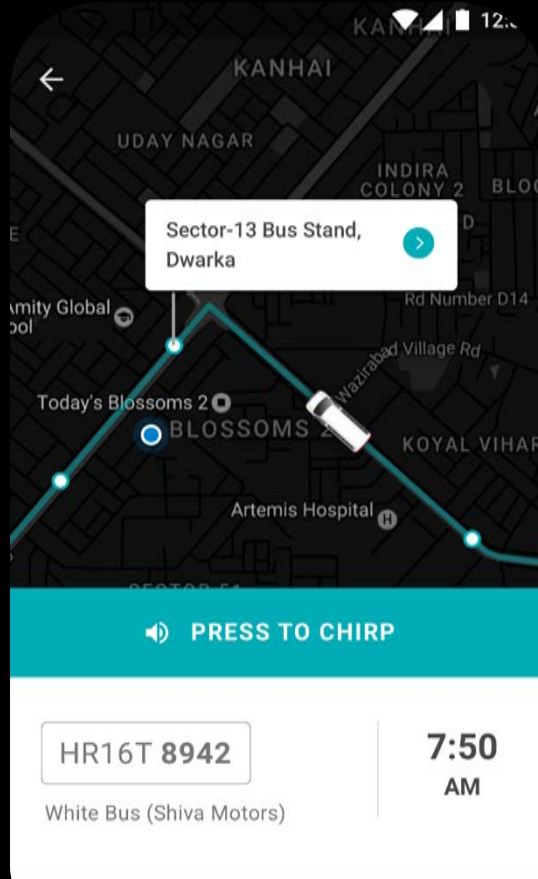 KANHAI
UDAY NAGAR
INDIRA
COLONY 2
Sector-13 Bus Stand,
Dwarka
D
Amity Global
Rd Number D14
Wazirabad Village Rd
Today's Blossoms 2
BLOSSOMS 2
KOYAL VIHAR
Artemis Hospital
H
PRESS TO CHIRP
HR16T 8942
7:50
AM
White Bus (Shiva Motors)